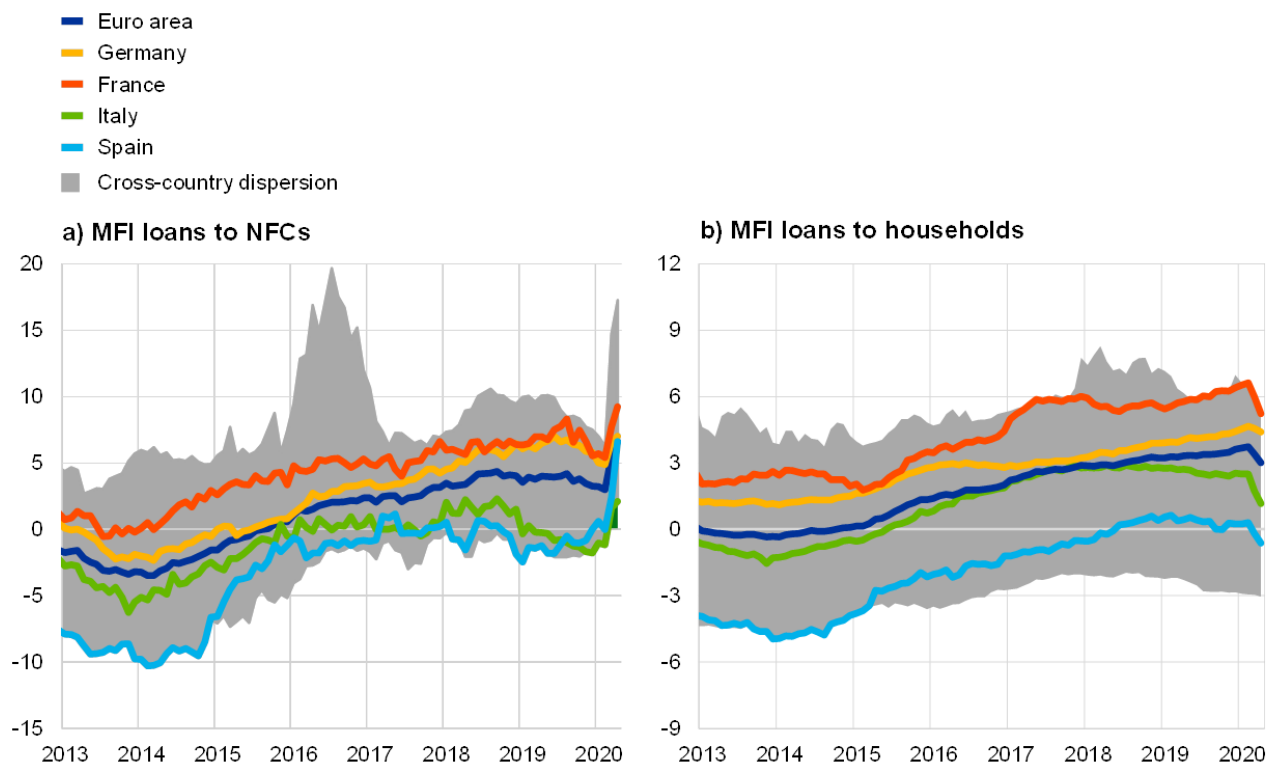 Euro area
Germany
France
Italy
Spain
Cross-country dispersion
a) MFI loans to NFCs
20
15
10
5
0
-5
-10
-15
2013 2014 2015 2016 2017 2018 2019 2020
b) MFI loans to households
12
9
6
3
0
-3
-6
-9
2013 2014 2015 2016 2017 2018 2019 2020